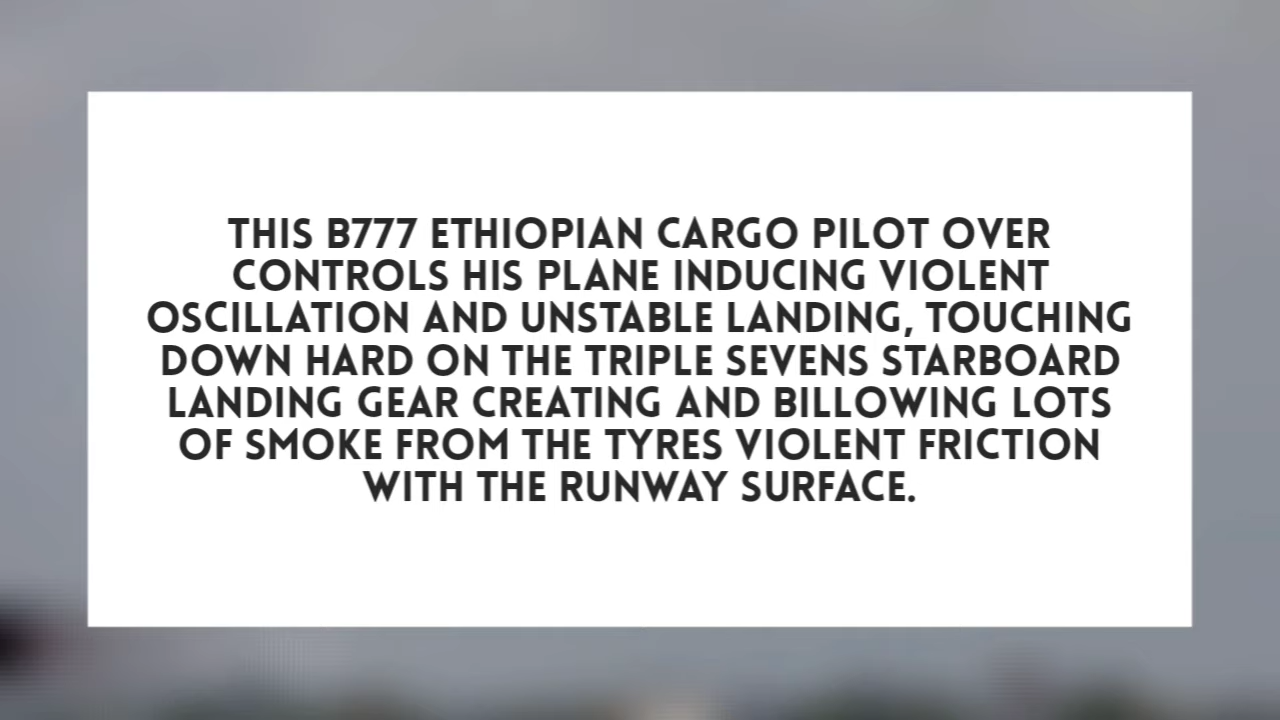 THIS B777 ETHIOPIAN CARGO PILOT OVER
CONTROLS HIS PLANE INDUCING VIOLENT
OSCILLATION AND UNSTABLE LANDING, TOUCHING
DOWN HARD ON THE TRIPLE SEVENS STARBOARD
LANDING GEAR CREATING AND BILLOWING LOTS
OF SMOKE FROM THE TYRES VIOLENT FRICTION
WITH THE RUNWAY SURFACE.